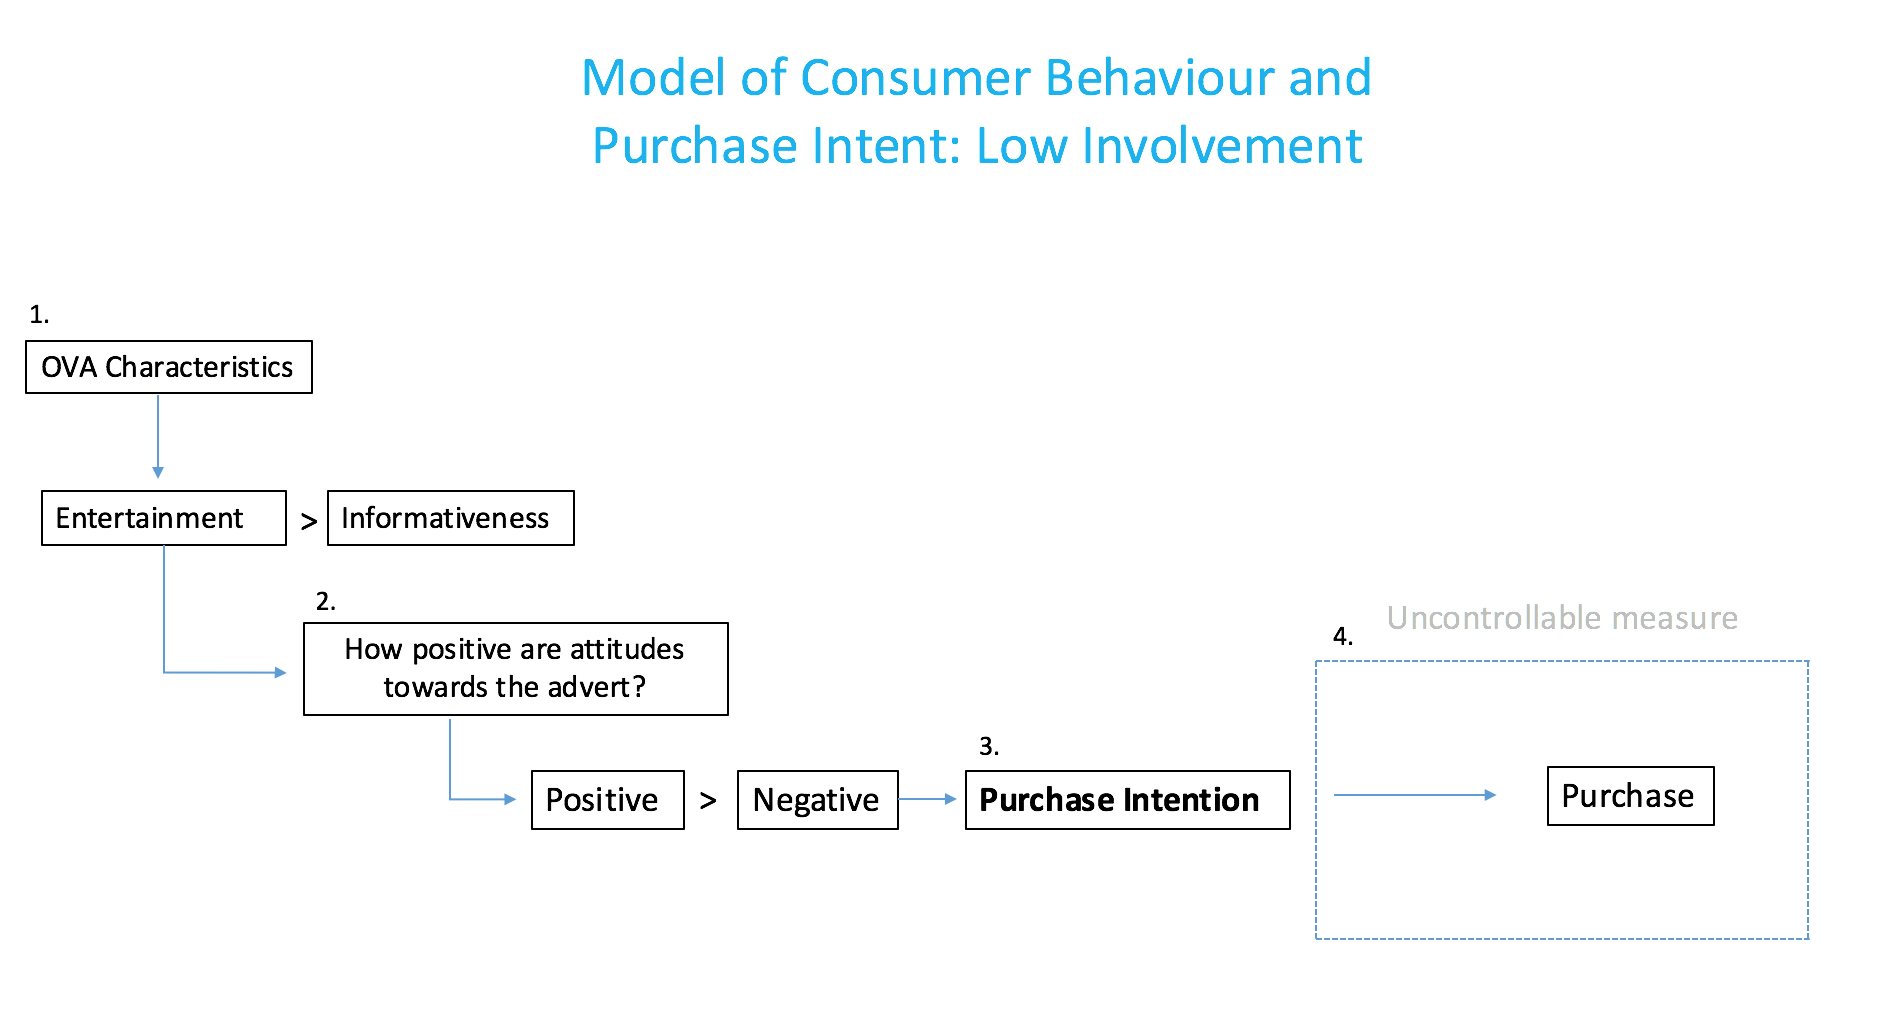 Model of Consumer Behaviour and
Purchase Intent: Low Involvement
1.
OVA Characteristics
Entertainment > Informativeness
2.
How positive are attitudes
towards the advert?
Uncontrollable measure
4.
3.
Positive > Negative Purchase Intention Purchase